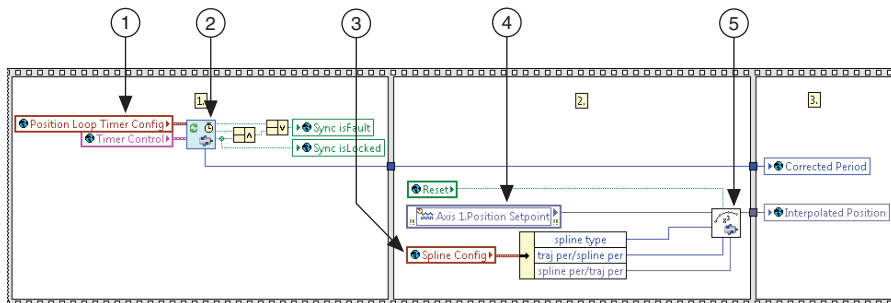 1
2
3
4
5
1.
2.
3.
Position Loop Timer Config
Timer Control
Sync isFault
Sync isLocked
Corrected Period
Reset
Axis 1.Position Setpoint
Interpolated Position
Spline Config
spline type
traj per/spline per
spline per/traj per
x³